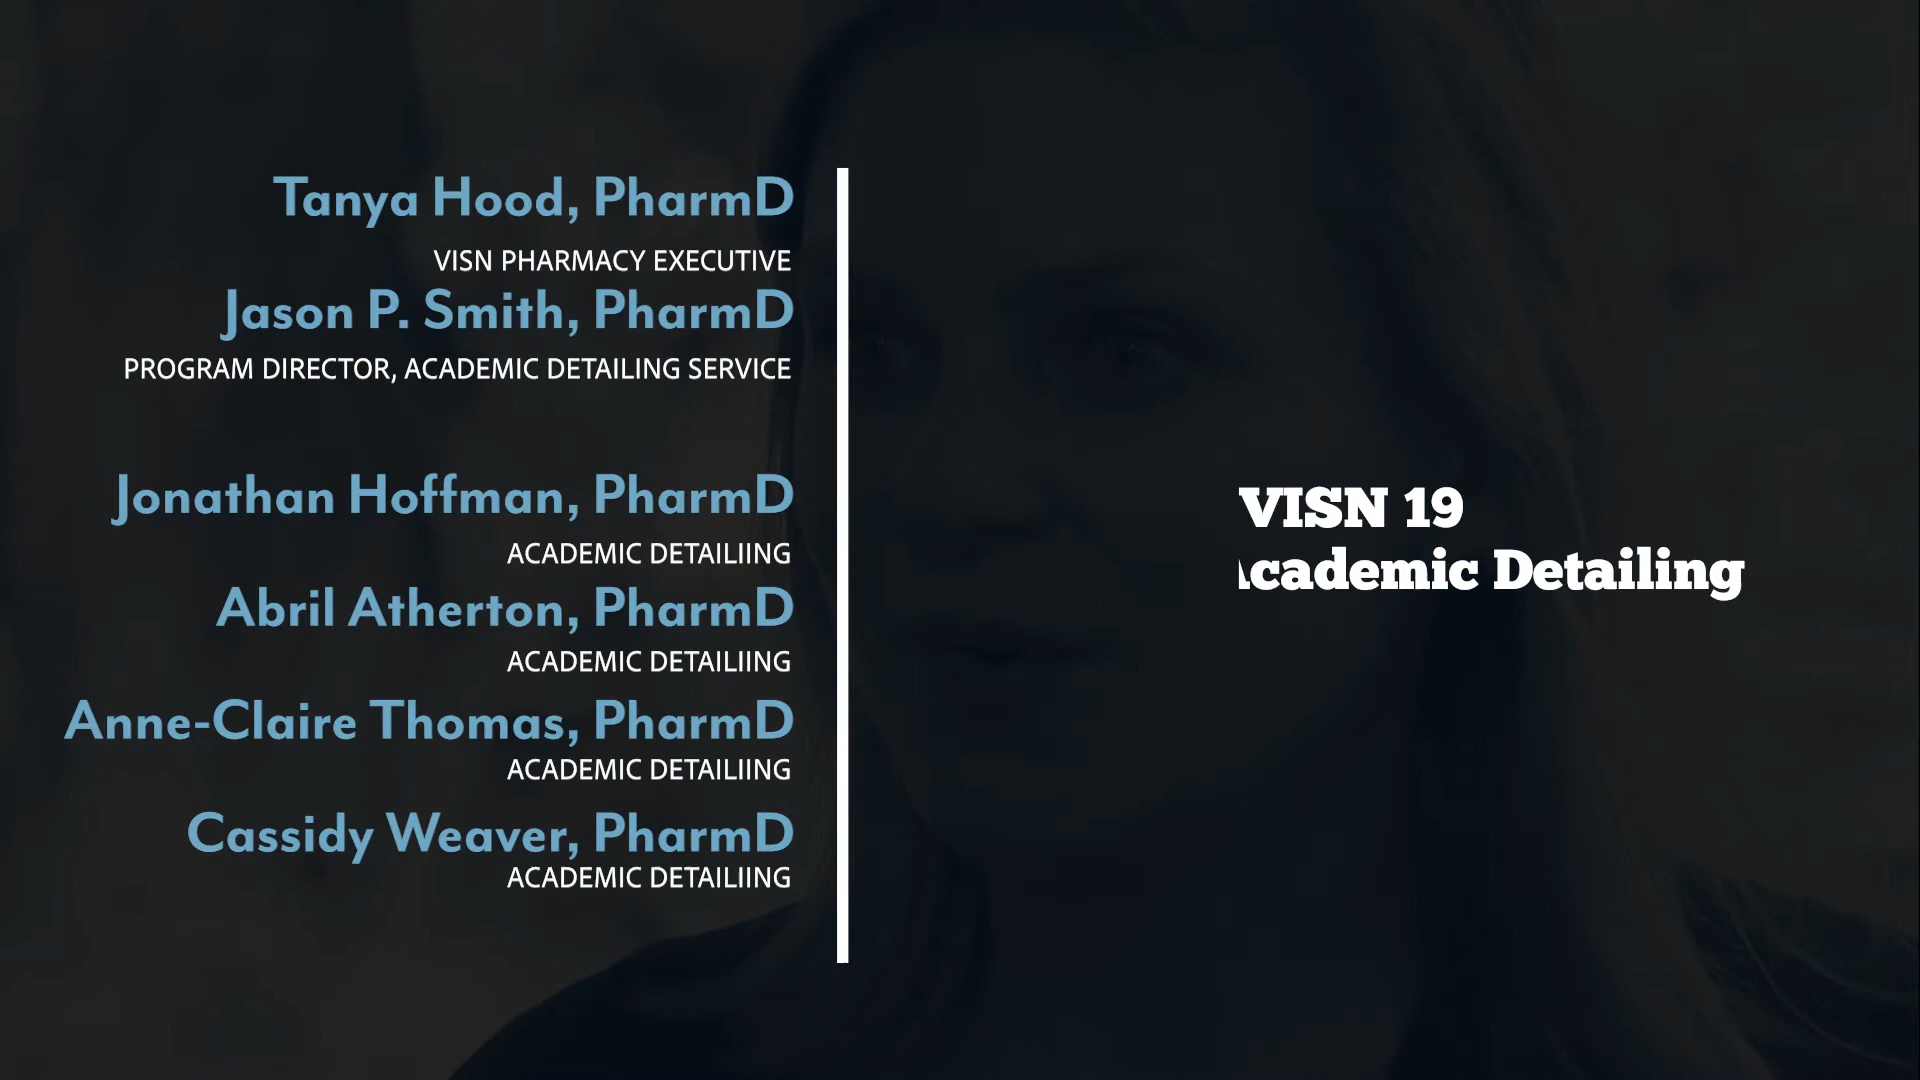 Tanya Hood, PharmD
VISN PHARMACY EXECUTIVE
Jason P. Smith, PharmD
PROGRAM DIRECTOR, ACADEMIC DETAILING SERVICE
Jonathan Hoffman, PharmD
ACADEMIC DETAILIING
Abril Atherton, PharmD
ACADEMIC DETAILIING
Anne-Claire Thomas, PharmD
ACADEMIC DETAILIING
Cassidy Weaver, PharmD
ACADEMIC DETAILIING
VISN 19
Academic Detailing